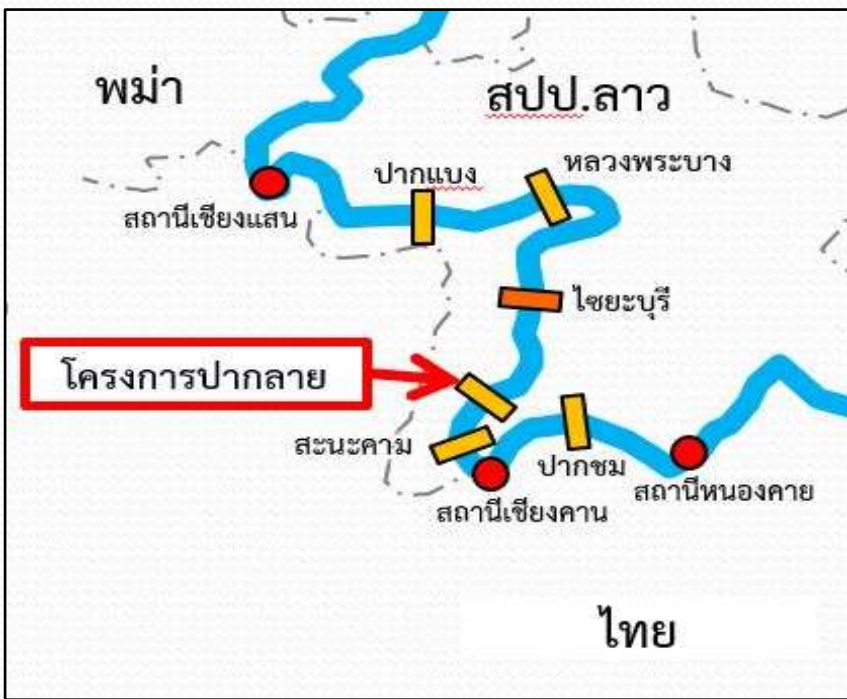 พม่า
สปป.ลาว
หลวงพระบาง
ปากแบง
สถานีเชียงแสน
ไซยะบุรี
โครงการปากลาย
สะนะคาม
ปากชม
สถานีหนองคาย
สถานีเชียงคาน
ไทย